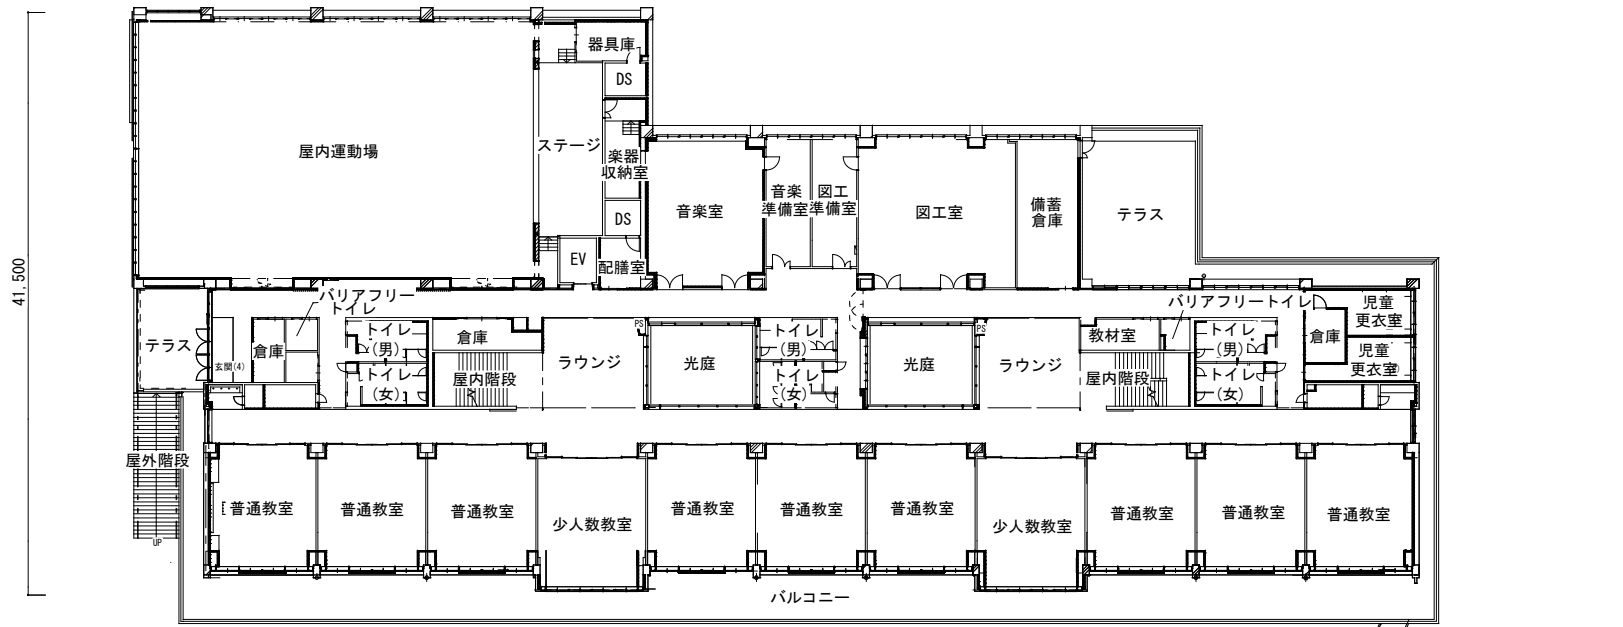 器具庫
DS
ステージ
屋内運動場
楽器
収納室
音楽
準備室
図工
準備室
音楽室
図工室
備蓄
倉庫
テラス
DS
EV
配膳室
41,500
バリアフリー
トイレ
バリアフリートイレ
児童
更衣室
テラス
倉庫
玄関(4)
トイレ
(男)
トイレ
(女)
倉庫
屋内階段
ラウンジ
PS
光庭
トイレ
(男)
トイレ
(女)
光庭
PS
ラウンジ
教材室
屋内階段
トイレ
(男)
トイレ
(女)
倉庫
児童
更衣室
屋外階段
UP
普通教室
普通教室
普通教室
少人数教室
普通教室
普通教室
普通教室
少人数教室
普通教室
普通教室
普通教室
バルコニー